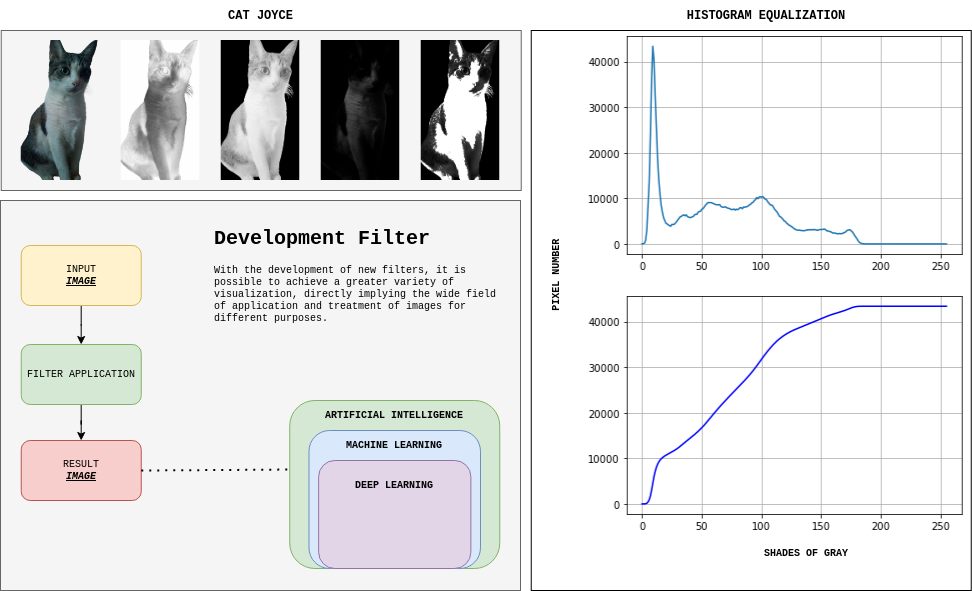 CAT JOYCE
HISTOGRAM EQUALIZATION
Development Filter
With the development of new filters, it is
possible to achieve a greater variety of
visualization, directly implying the wide field
of application and treatment of images for
different purposes.
INPUT
IMAGE
FILTER APPLICATION
RESULT
IMAGE
ARTIFICIAL INTELLIGENCE
MACHINE LEARNING
DEEP LEARNING
PIXEL NUMBER
40000
30000
20000
10000
0
0 50 100 150 200 250
40000
30000
20000
10000
0
0 50 100 150 200 250
SHADES OF GRAY